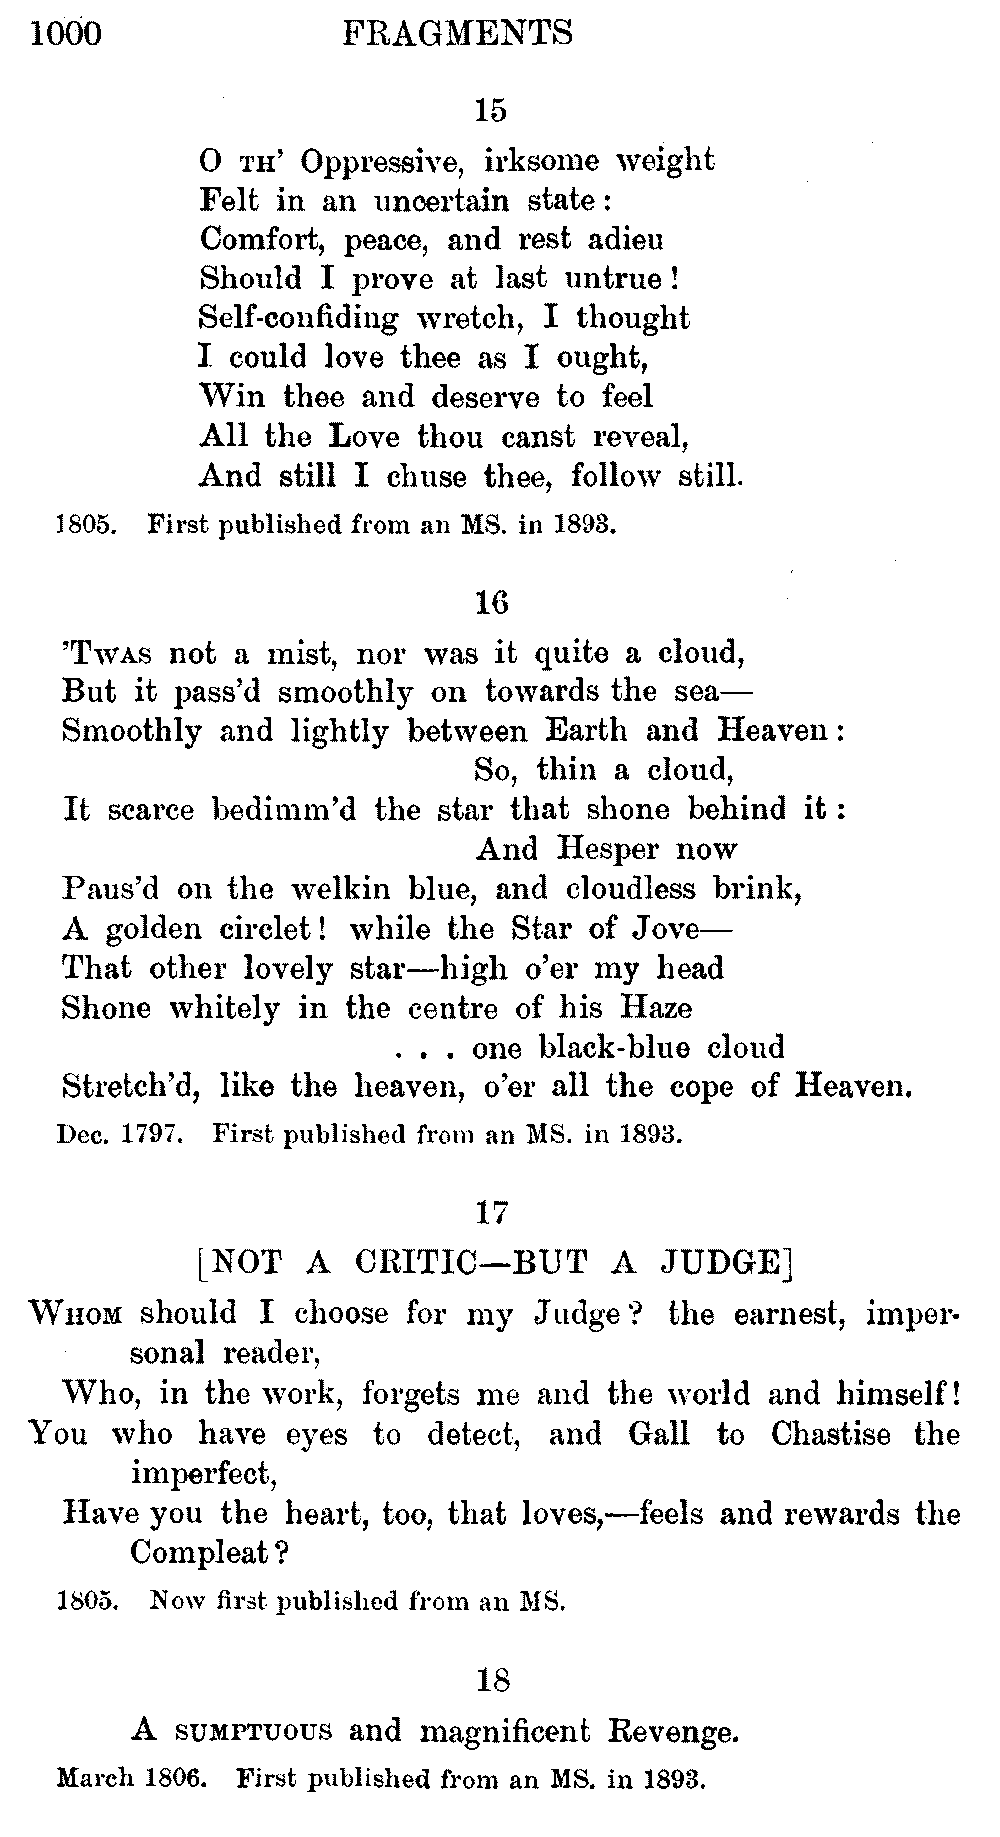 1000 FRAGMENTS
15
O TH' Oppressive, irksome weight
Felt in an uncertain state :
Comfort, peace, and rest adieu
Should I prove at last untrue !
Self-confiding wretch, I thought
I could love thee as I ought,
Win thee and deserve to feel
All the Love thou canst reveal,
And still I chuse thee, follow still.
1805. First published from an MS. in 1893.
16
'TWAS not a mist, nor was it quite a cloud,
But it pass'd smoothly on towards the sea—
Smoothly and lightly between Earth and Heaven :
So, thin a cloud,
It scarce bedimm'd the star that shone behind it :
And Hesper now
Paus'd on the welkin blue, and cloudless brink,
A golden circlet ! while the Star of Jove—
That other lovely star—high o'er my head
Shone whitely in the centre of his Haze
. . . one black-blue cloud
Stretch'd, like the heaven, o'er all the cope of Heaven.
Dec. 1797. First published from an MS. in 1893.
17
[NOT A CRITIC—BUT A JUDGE]
WHOM should I choose for my Judge ? the earnest, imper-
sonal reader,
Who, in the work, forgets me and the world and himself !
You who have eyes to detect, and Gall to Chastise the
imperfect,
Have you the heart, too, that loves,—feels and rewards the
Compleat ?
1805. Now first published from an MS.
18
A SUMPTUOUS and magnificent Revenge.
March 1806. First published from an MS. in 1893.